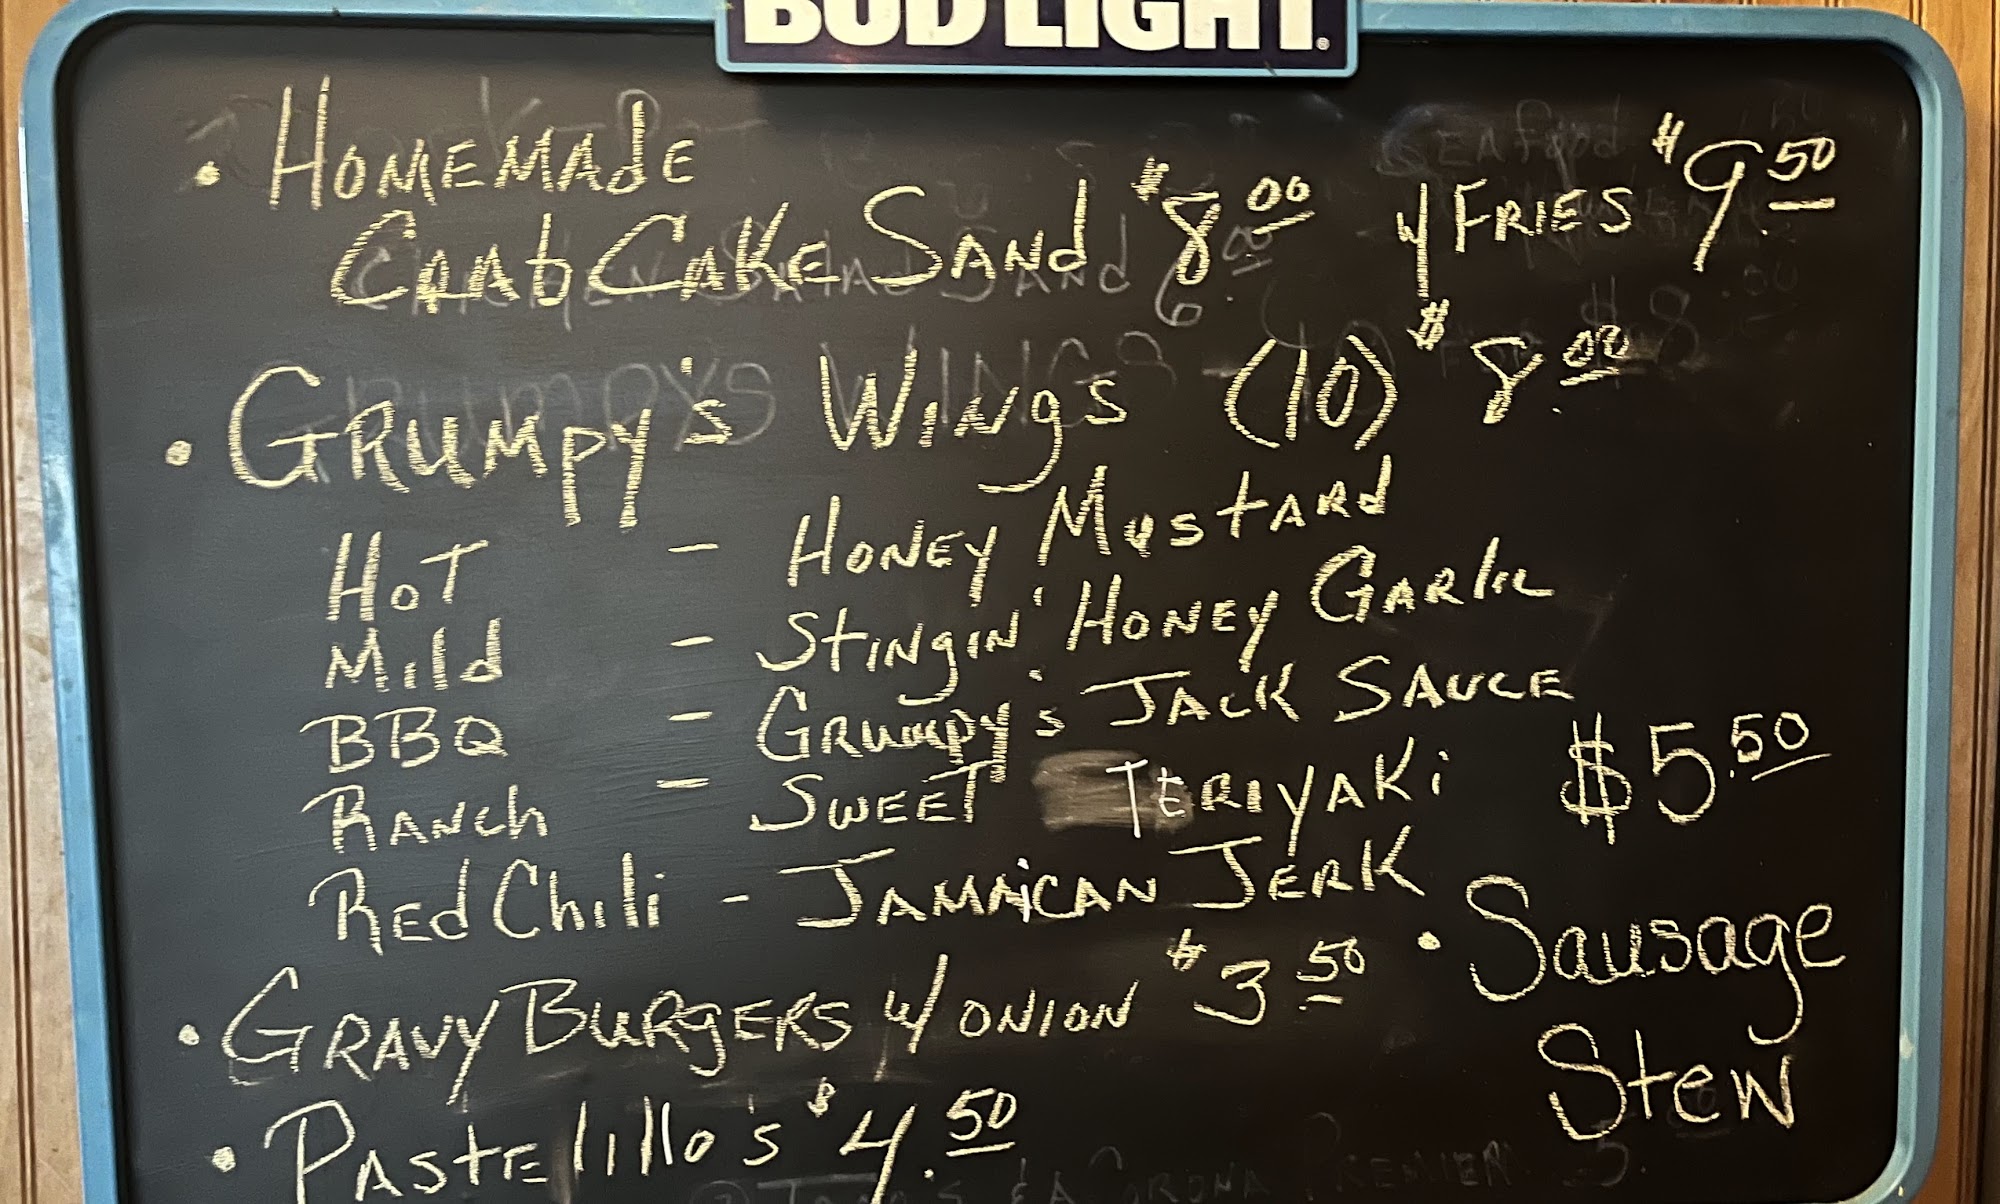 BUD LIGHT
• HOMEMAdE
CRAb CAKE SANd $8.00 w/ FRIES $9.50
• GRUMPY's WINgS (10) $8.00
HOT - HONEY MUSTARd
Mild - STINgIN' HONEY GARlic
BBQ - GRUMPY's JACK SAUCE
RANCh - SWEET TERIYAKi
REd Chili - JAMAiCAN JERK
• GRAVY BURgERS w/ ONION $3.50
• PASTElillo's $4.50
$5.50
• Sausage
Stew